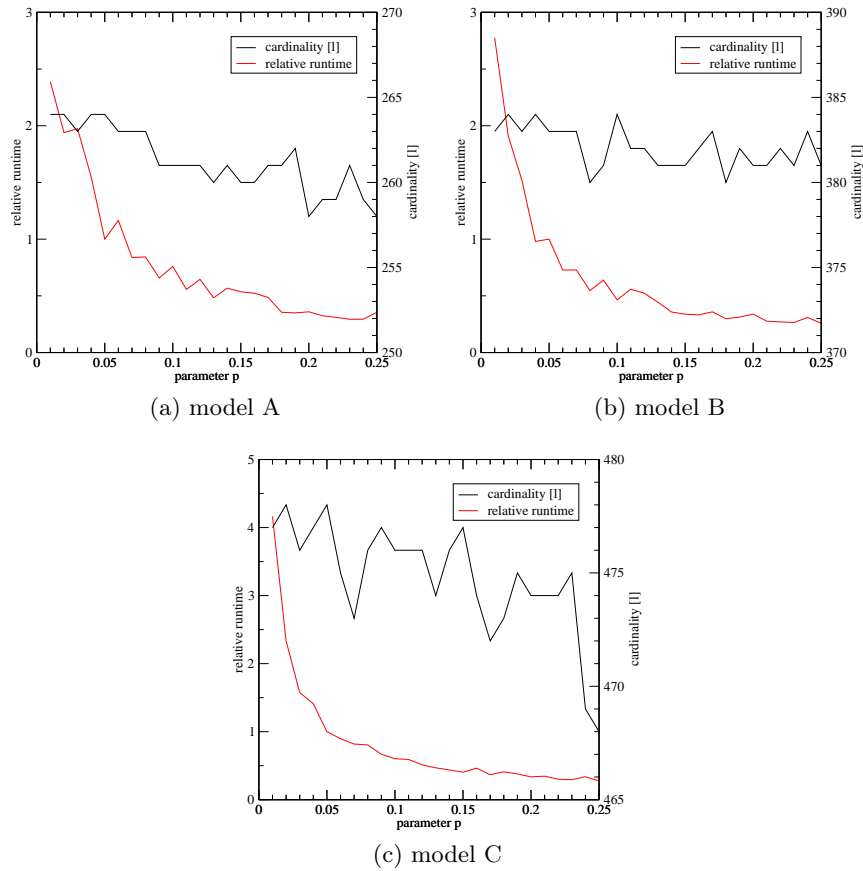 3
270
cardinality [l]
relative runtime
265
2
relative runtime
260
cardinality [l]
1
255
0
250
0
0.05
0.1
0.15
0.2
0.25
parameter p
(a) model A
3
390
cardinality [l]
relative runtime
385
2
relative runtime
380
cardinality [l]
1
375
0
370
0
0.05
0.1
0.15
0.2
0.25
parameter p
(b) model B
5
480
cardinality [l]
relative runtime
4
475
3
relative runtime
cardinality [l]
2
470
1
0
465
0
0.05
0.1
0.15
0.2
0.25
parameter p
(c) model C